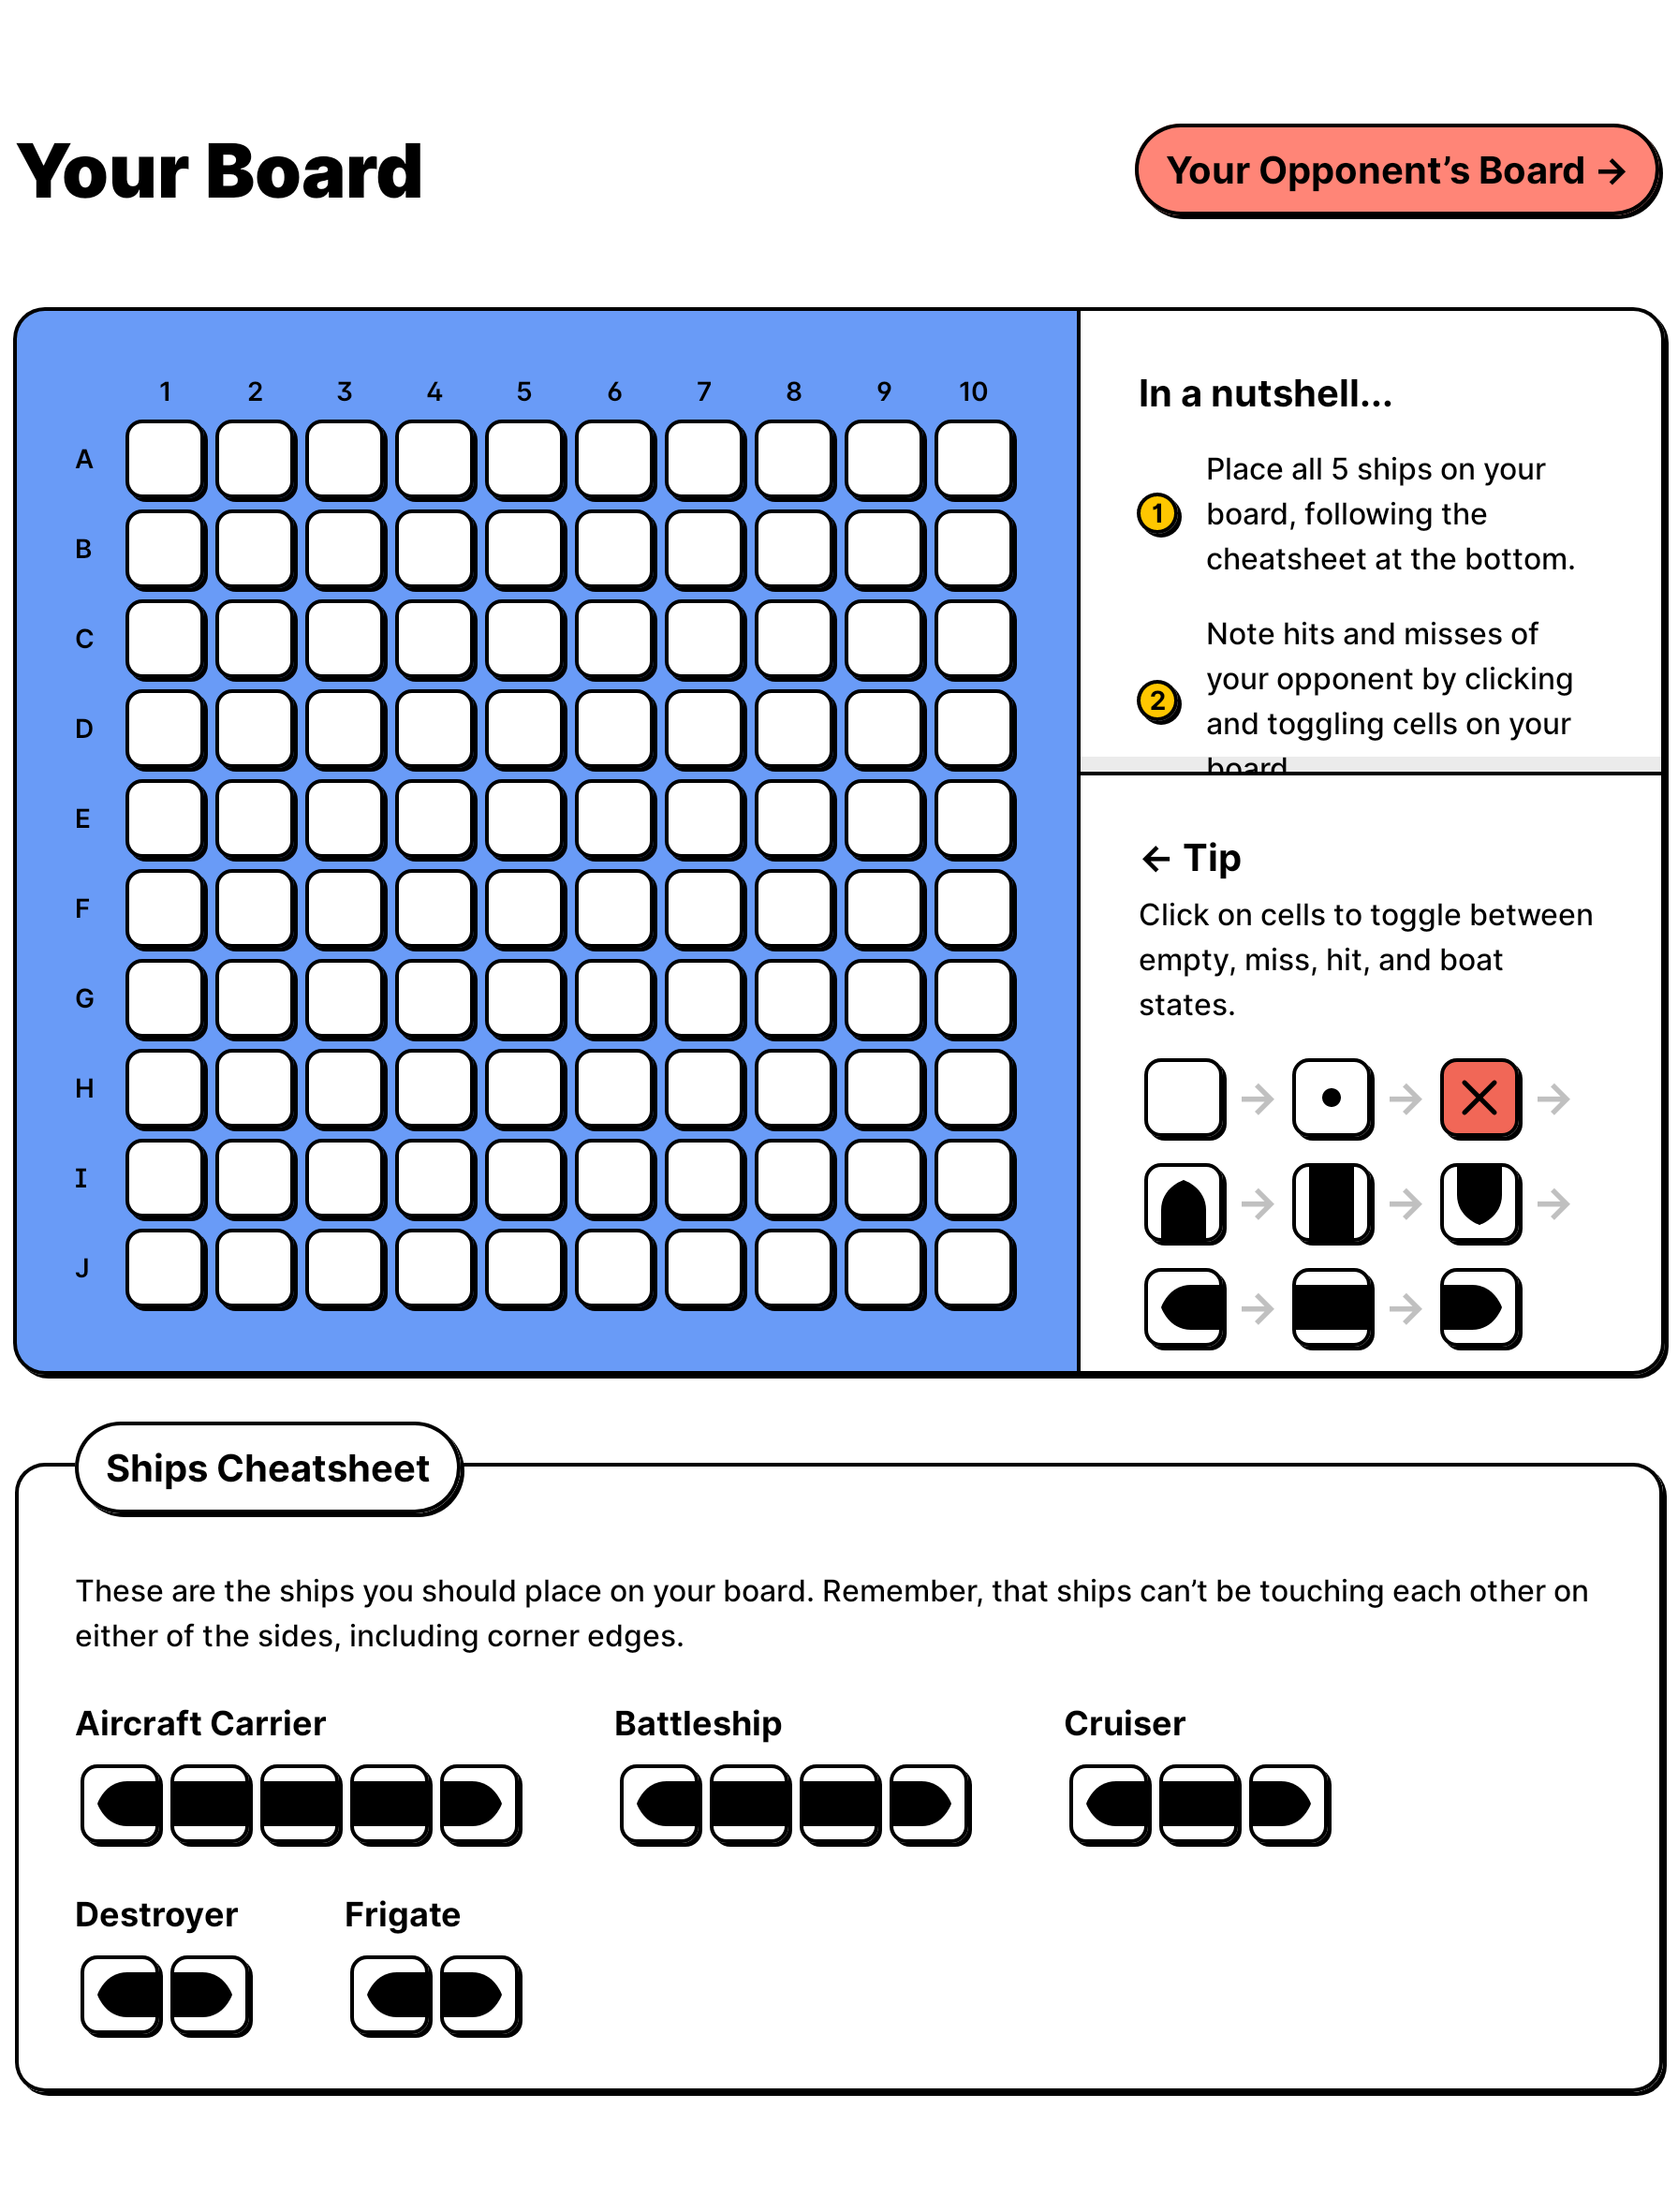 Your Board
Your Opponent’s Board →
1 2 3 4 5 6 7 8 9 10
A
B
C
D
E
F
G
H
I
J
In a nutshell...
1
Place all 5 ships on your
board, following the
cheatsheet at the bottom.
2
Note hits and misses of
your opponent by clicking
and toggling cells on your
board
← Tip
Click on cells to toggle between
empty, miss, hit, and boat
states.
Ships Cheatsheet
These are the ships you should place on your board. Remember, that ships can’t be touching each other on
either of the sides, including corner edges.
Aircraft Carrier
Battleship
Cruiser
Destroyer
Frigate